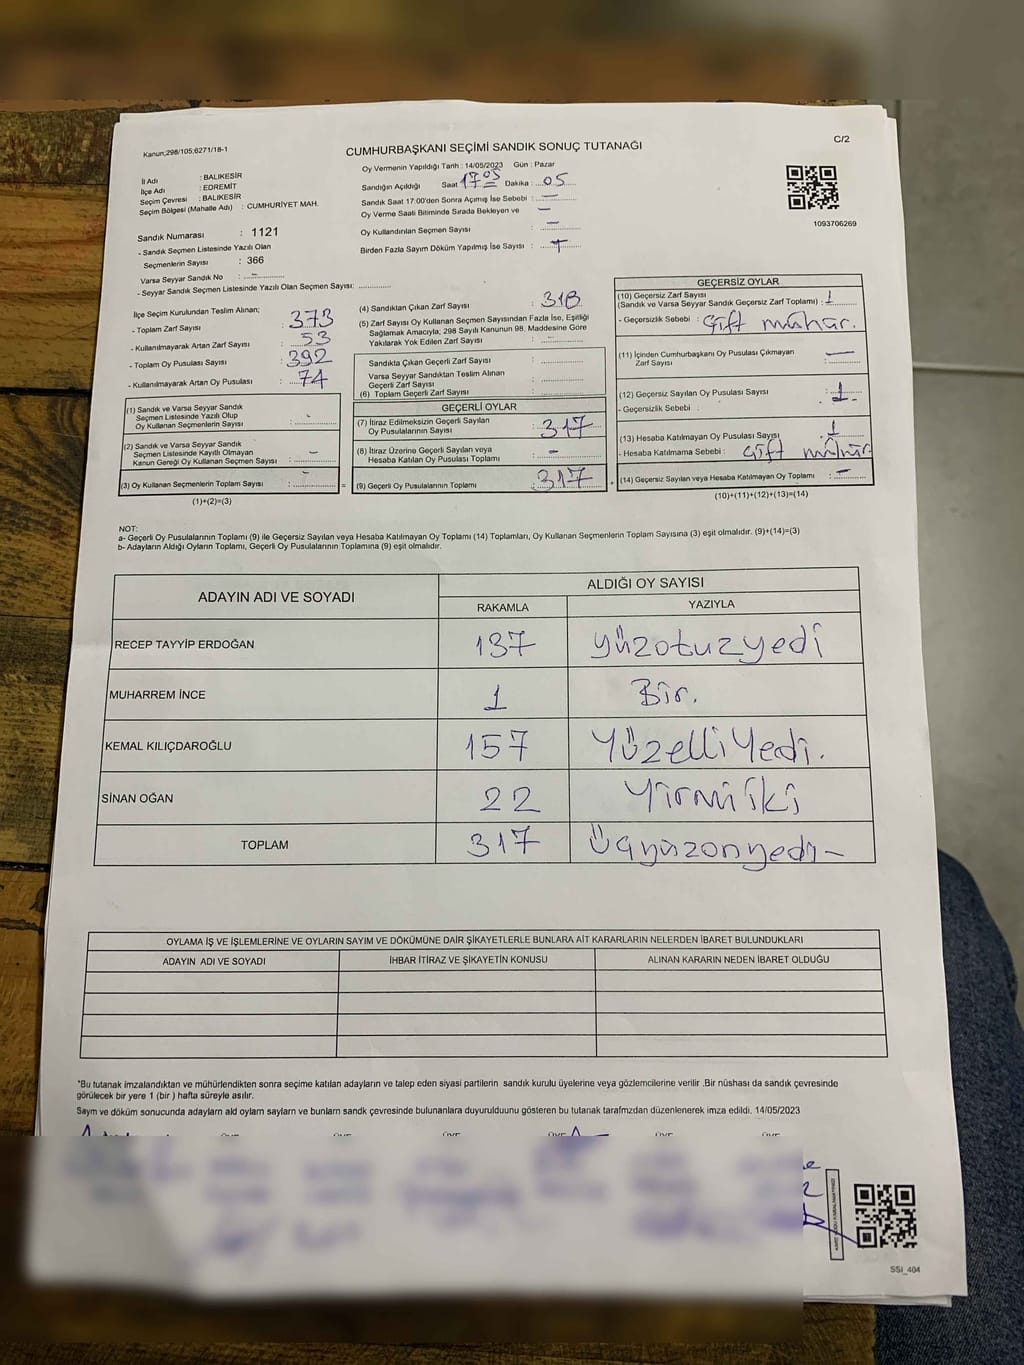 Kanun;298/105;6271/18-1
CUMHURBAŞKANI SEÇİMİ SANDIK SONUÇ TUTANAĞI
C/2
İl Adı : BALIKESİR
İlçe Adı : EDREMİT
Seçim Çevresi : BALIKESİR
Seçim Bölgesi (Mahalle Adı) : CUMHURİYET MAH.
Oy Vermenin Yapıldığı Tarih : 14/05/2023 Gün : Pazar
Sandığın Açıldığı Saat 17 05 Dakika : 05
Sandık Saat 17:00'den Sonra Açımış İse Sebebi : —
Oy Verme Saati Bitiminde Sırada Bekleyen ve —
Oy Kullandırılan Seçmen Sayısı : —
Birden Fazla Sayım Döküm Yapılmış İse Sayısı :
1093706269
Sandık Numarası : 1121
- Sandık Seçmen Listesinde Yazılı Olan
Seçmenlerin Sayısı : 366
Varsa Seyyar Sandık No : –
- Seyyar Sandık Seçmen Listesinde Yazılı Olan Seçmen Sayısı:
İlçe Seçim Kurulundan Teslim Alınan;
- Toplam Zarf Sayısı : 373
- Kullanılmayarak Artan Zarf Sayısı : 53
- Toplam Oy Pusulası Sayısı : 392
- Kullanılmayarak Artan Oy Pusulası : 74
(1) Sandık ve Varsa Seyyar Sandık
Seçmen Listesinde Yazılı Olup
Oy Kullanan Seçmenlerin Sayısı : -
(2) Sandık ve Varsa Seyyar Sandık
Seçmen Listesinde Kayıtlı Olmayan
Kanun Gereği Oy Kullanan Seçmen Sayısı : —
(3) Oy Kullanan Seçmenlerin Toplam Sayısı : - =
(1)+(2)=(3)
(4) Sandıktan Çıkan Zarf Sayısı : 318
(5) Zarf Sayısı Oy Kullanan Seçmen Sayısından Fazla İse, Eşitliği
Sağlamak Amacıyla; 298 Sayılı Kanunun 98. Maddesine Göre
Yakılarak Yok Edilen Zarf Sayısı :
Sandıkta Çıkan Geçerli Zarf Sayısı :
Varsa Seyyar Sandıktan Teslim Alınan
Geçerli Zarf Sayısı :
(6) Toplam Geçerli Zarf Sayısı :
GEÇERLİ OYLAR
(7) İtiraz Edilmeksizin Geçerli Sayılan
Oy Pusulalarının Sayısı : 317
(8) İtiraz Üzerine Geçerli Sayılan veya
Hesaba Katılan Oy Pusulası Toplamı : -
(9) Geçerli Oy Pusulalarının Toplamı : 317 +
GEÇERSİZ OYLAR
(10) Geçersiz Zarf Sayısı
(Sandık ve Varsa Seyyar Sandık Geçersiz Zarf Toplamı) : 1
- Geçersizlik Sebebi : Çift mühür.
(11) İçinden Cumhurbaşkanı Oy Pusulası Çıkmayan
Zarf Sayısı : —
(12) Geçersiz Sayılan Oy Pusulası Sayısı : 1
- Geçersizlik Sebebi :
(13) Hesaba Katılmayan Oy Pusulası Sayısı : 1
- Hesaba Katılmama Sebebi : Çift mühür
(14) Geçersiz Sayılan veya Hesaba Katılmayan Oy Toplamı : –
(10)+(11)+(12)+(13)=(14)
NOT:
a- Geçerli Oy Pusulalarının Toplamı (9) ile Geçersiz Sayılan veya Hesaba Katılmayan Oy Toplamı (14) Toplamları, Oy Kullanan Seçmenlerin Toplam Sayısına (3) eşit olmalıdır. (9)+(14)=(3)
b- Adayların Aldığı Oyların Toplamı, Geçerli Oy Pusulalarının Toplamına (9) eşit olmalıdır.
ADAYIN ADI VE SOYADI
ALDIĞI OY SAYISI
RAKAMLA YAZIYLA
RECEP TAYYİP ERDOĞAN 137 yüzotuzyedi
MUHARREM İNCE 1 Bir.
KEMAL KILIÇDAROĞLU 157 YüzelliYedi.
SİNAN OĞAN 22 Yirmiiki
TOPLAM 317 Üçyüzonyedi–
OYLAMA İŞ VE İŞLEMLERİNE VE OYLARIN SAYIM VE DÖKÜMÜNE DAİR ŞİKAYETLERLE BUNLARA AİT KARARLARIN NELERDEN İBARET BULUNDUKLARI
ADAYIN ADI VE SOYADI İHBAR İTİRAZ VE ŞİKAYETİN KONUSU ALINAN KARARIN NEDEN İBARET OLDUĞU
*Bu tutanak imzalandıktan ve mühürlendikten sonra seçime katılan adayların ve talep eden siyasi partilerin sandık kurulu üyelerine veya gözlemcilerine verilir .Bir nüshası da sandık çevresinde
görülecek bir yere 1 (bir ) hafta süreyle asılır.
Sayım ve döküm sonucunda adayların ald oyların sayların ve bunların sandk çevresinde bulunanlara duyurulduunu gösteren bu tutanak tarafmzdan düzenlenerek imza edildi. 14/05/2023
SSI_404